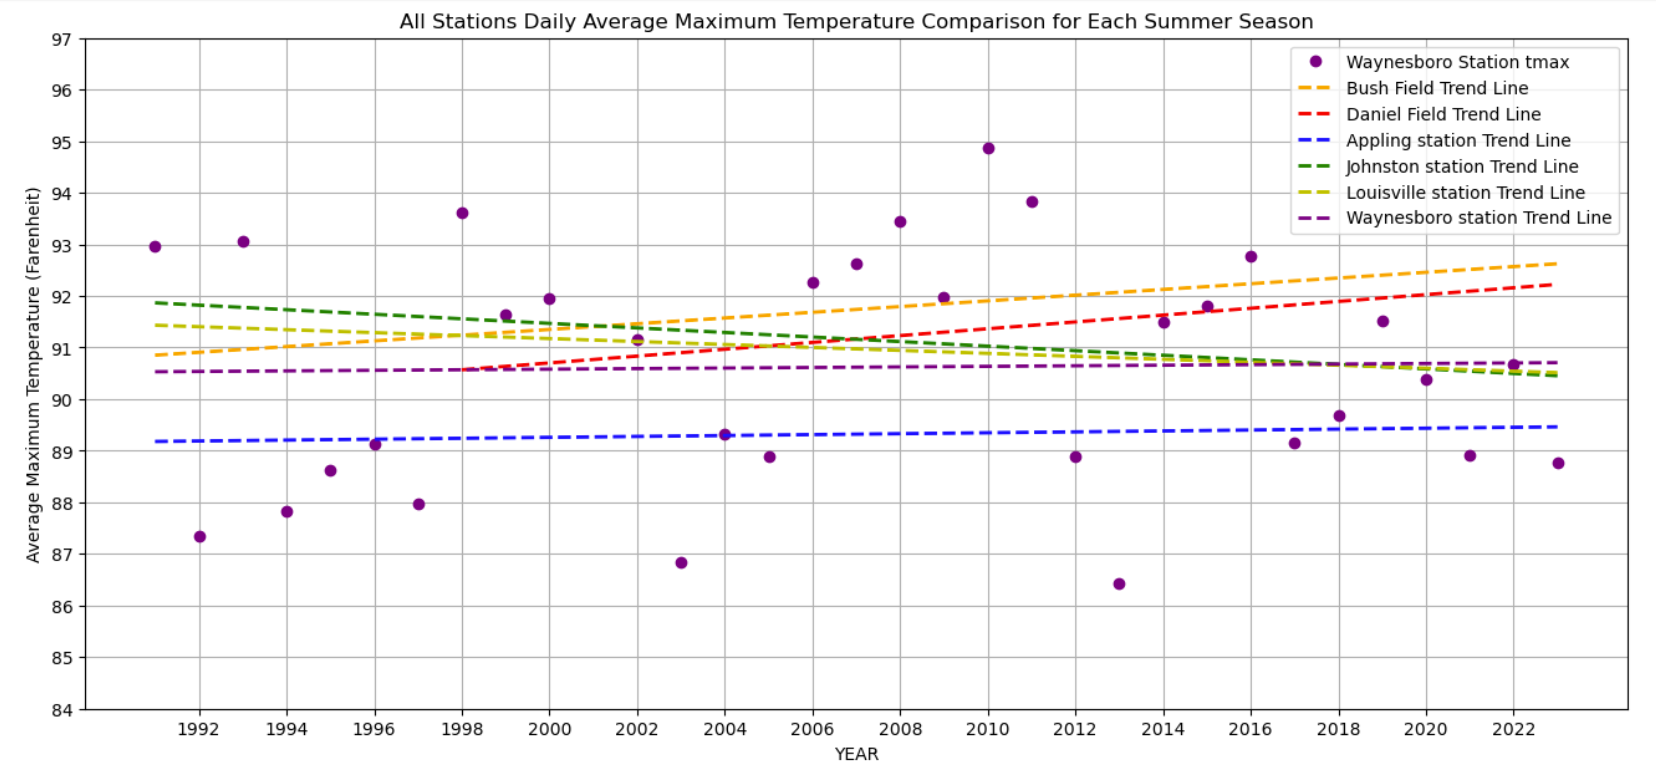 All Stations Daily Average Maximum Temperature Comparison for Each Summer Season
Average Maximum Temperature (Farenheit)
97
96
95
94
93
92
91
90
89
88
87
86
85
84
Waynesboro Station tmax
Bush Field Trend Line
Daniel Field Trend Line
Appling station Trend Line
Johnston station Trend Line
Louisville station Trend Line
Waynesboro station Trend Line
1992 1994 1996 1998 2000 2002 2004 2006 2008 2010 2012 2014 2016 2018 2020 2022
YEAR